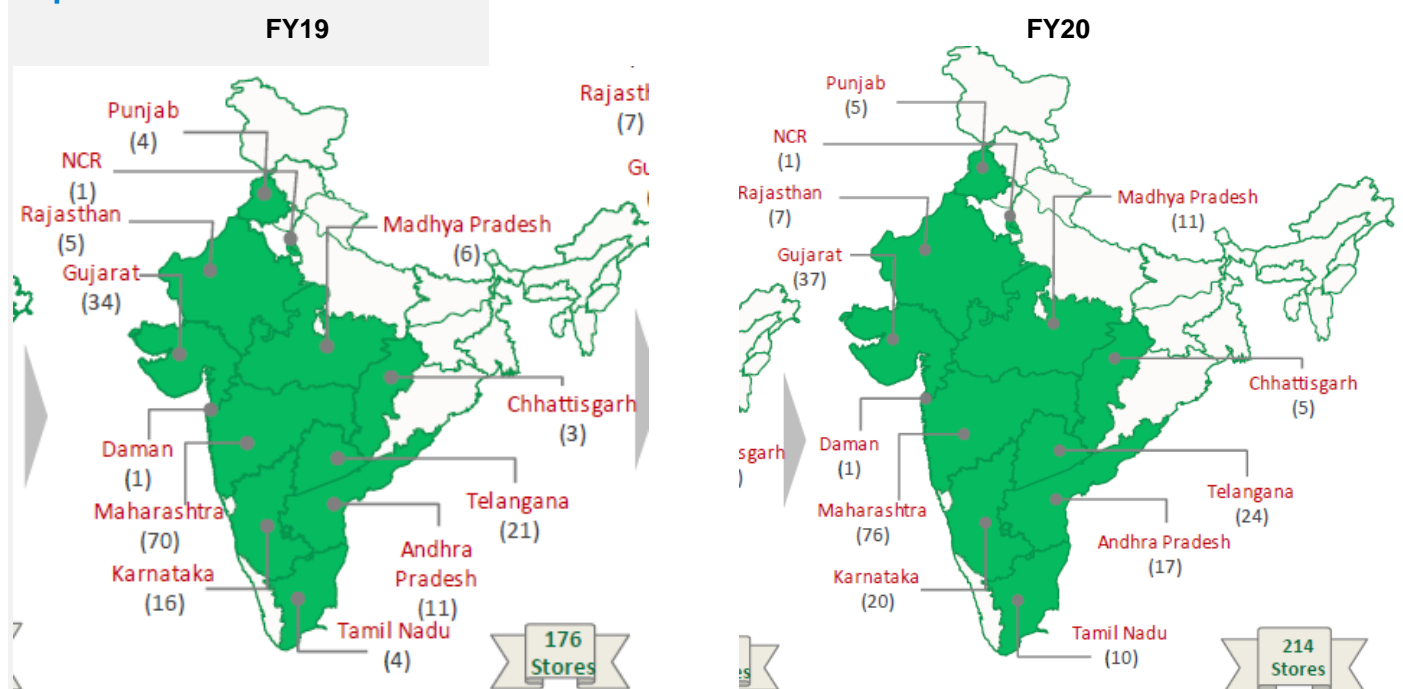 FY19
Punjab
(4)
NCR
(1)
Rajasthan
(5)
Gujarat
(34)
Madhya Pradesh
(6)
Chhattisgarh
(3)
Daman
(1)
Maharashtra
(70)
Telangana
(21)
Andhra
Pradesh
(11)
Karnataka
(16)
Tamil Nadu
(4)
176
Stores
(7)
FY20
Punjab
(5)
NCR
(1)
Rajasthan
(7)
Gujarat
(37)
Madhya Pradesh
(11)
Chhattisgarh
(5)
Daman
(1)
Maharashtra
(76)
Telangana
(24)
Andhra Pradesh
(17)
Karnataka
(20)
Tamil Nadu
(10)
214
Stores